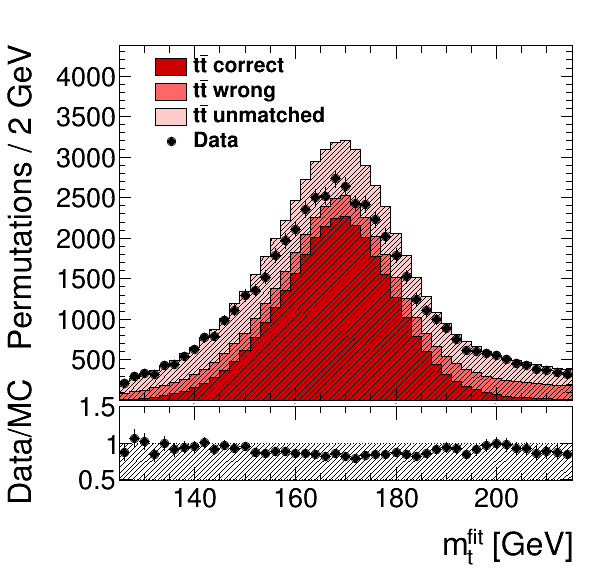 Permutations / 2 GeV
4000
3500
3000
2500
2000
1500
1000
500
tt̄ correct
tt̄ wrong
tt̄ unmatched
Data
Data/MC
1.5
1
0.5
140 160 180 200
m_t^fit [GeV]